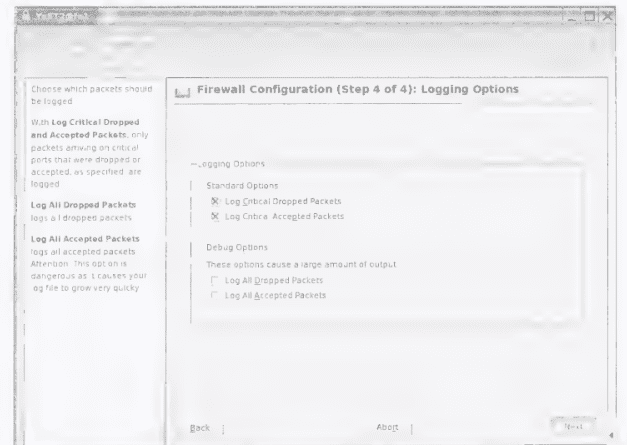 YaST2@fs2
Choose which packets should
be logged
With Log Critical Dropped
and Accepted Packets, only
packets arriving on critical
ports that were dropped or
accepted, as specified, are
logged
Log All Dropped Packets
logs all dropped packets
Log All Accepted Packets
logs all accepted packets
Attention This option is
dangerous as it causes your
log file to grow very quickly
Firewall Configuration (Step 4 of 4): Logging Options
Logging Options
Standard Options
Log Critical Dropped Packets
Log Critical Accepted Packets
Debug Options
These options cause a large amount of output
Log All Dropped Packets
Log All Accepted Packets
Back
Abort
Next